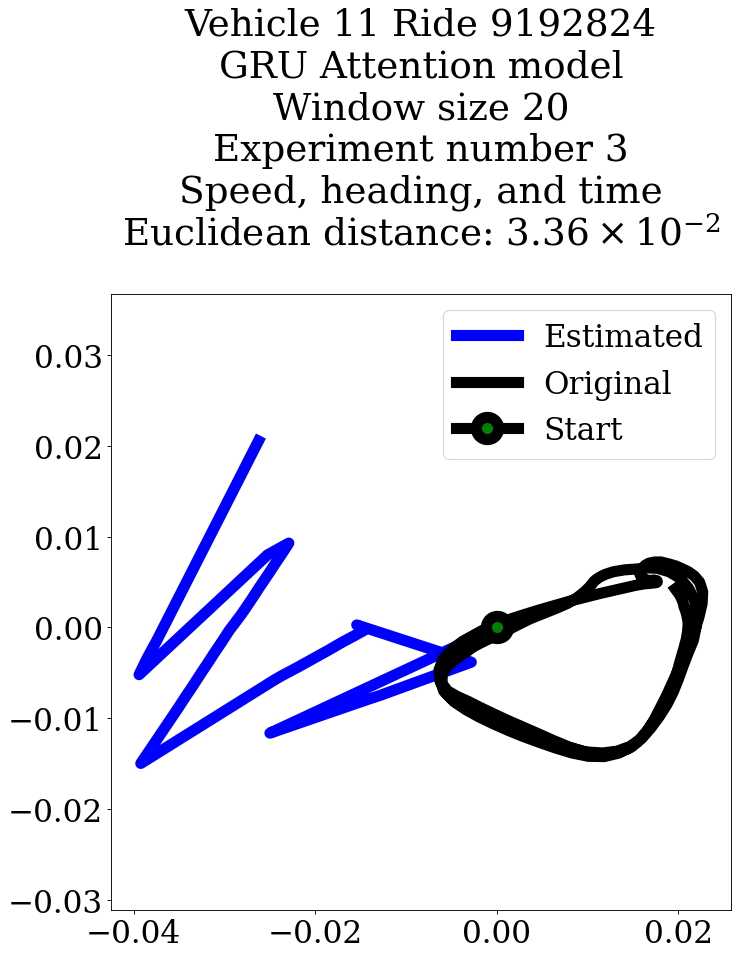 Vehicle 11 Ride 9192824
GRU Attention model
Window size 20
Experiment number 3
Speed, heading, and time
Euclidean distance: 3.36 × 10⁻²
Estimated
Original
Start
0.03
0.02
0.01
0.00
−0.01
−0.02
−0.03
−0.04 −0.02 0.00 0.02